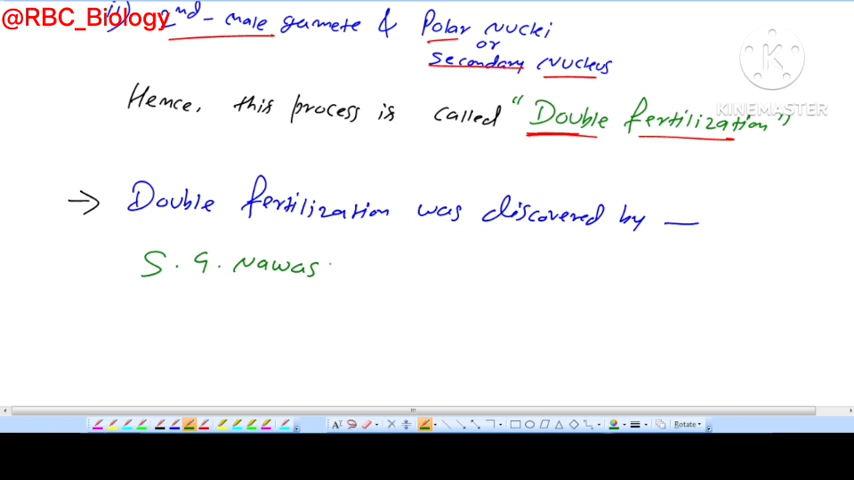 @RBC_Biology
ii) 2nd- male gamete & Polar Nuclei
or
Secondary Nucleus
KINEMASTER
Hence, this process is called "Double fertilization"
→ Double fertilization was discovered by —
S. G. Nawas
Rotate